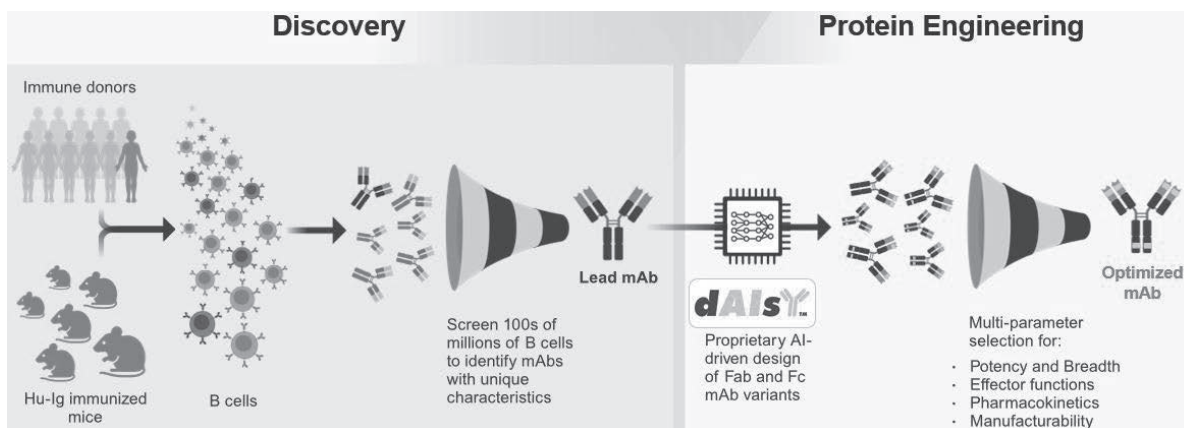 Discovery
Protein Engineering
Immune donors
Hu-Ig immunized
mice
B cells
Screen 100s of
millions of B cells
to identify mAbs
with unique
characteristics
Lead mAb
dAIsY™
Proprietary AI-
driven design
of Fab and Fc
mAb variants
Multi-parameter
selection for:
· Potency and Breadth
· Effector functions
· Pharmacokinetics
· Manufacturability
Optimized
mAb